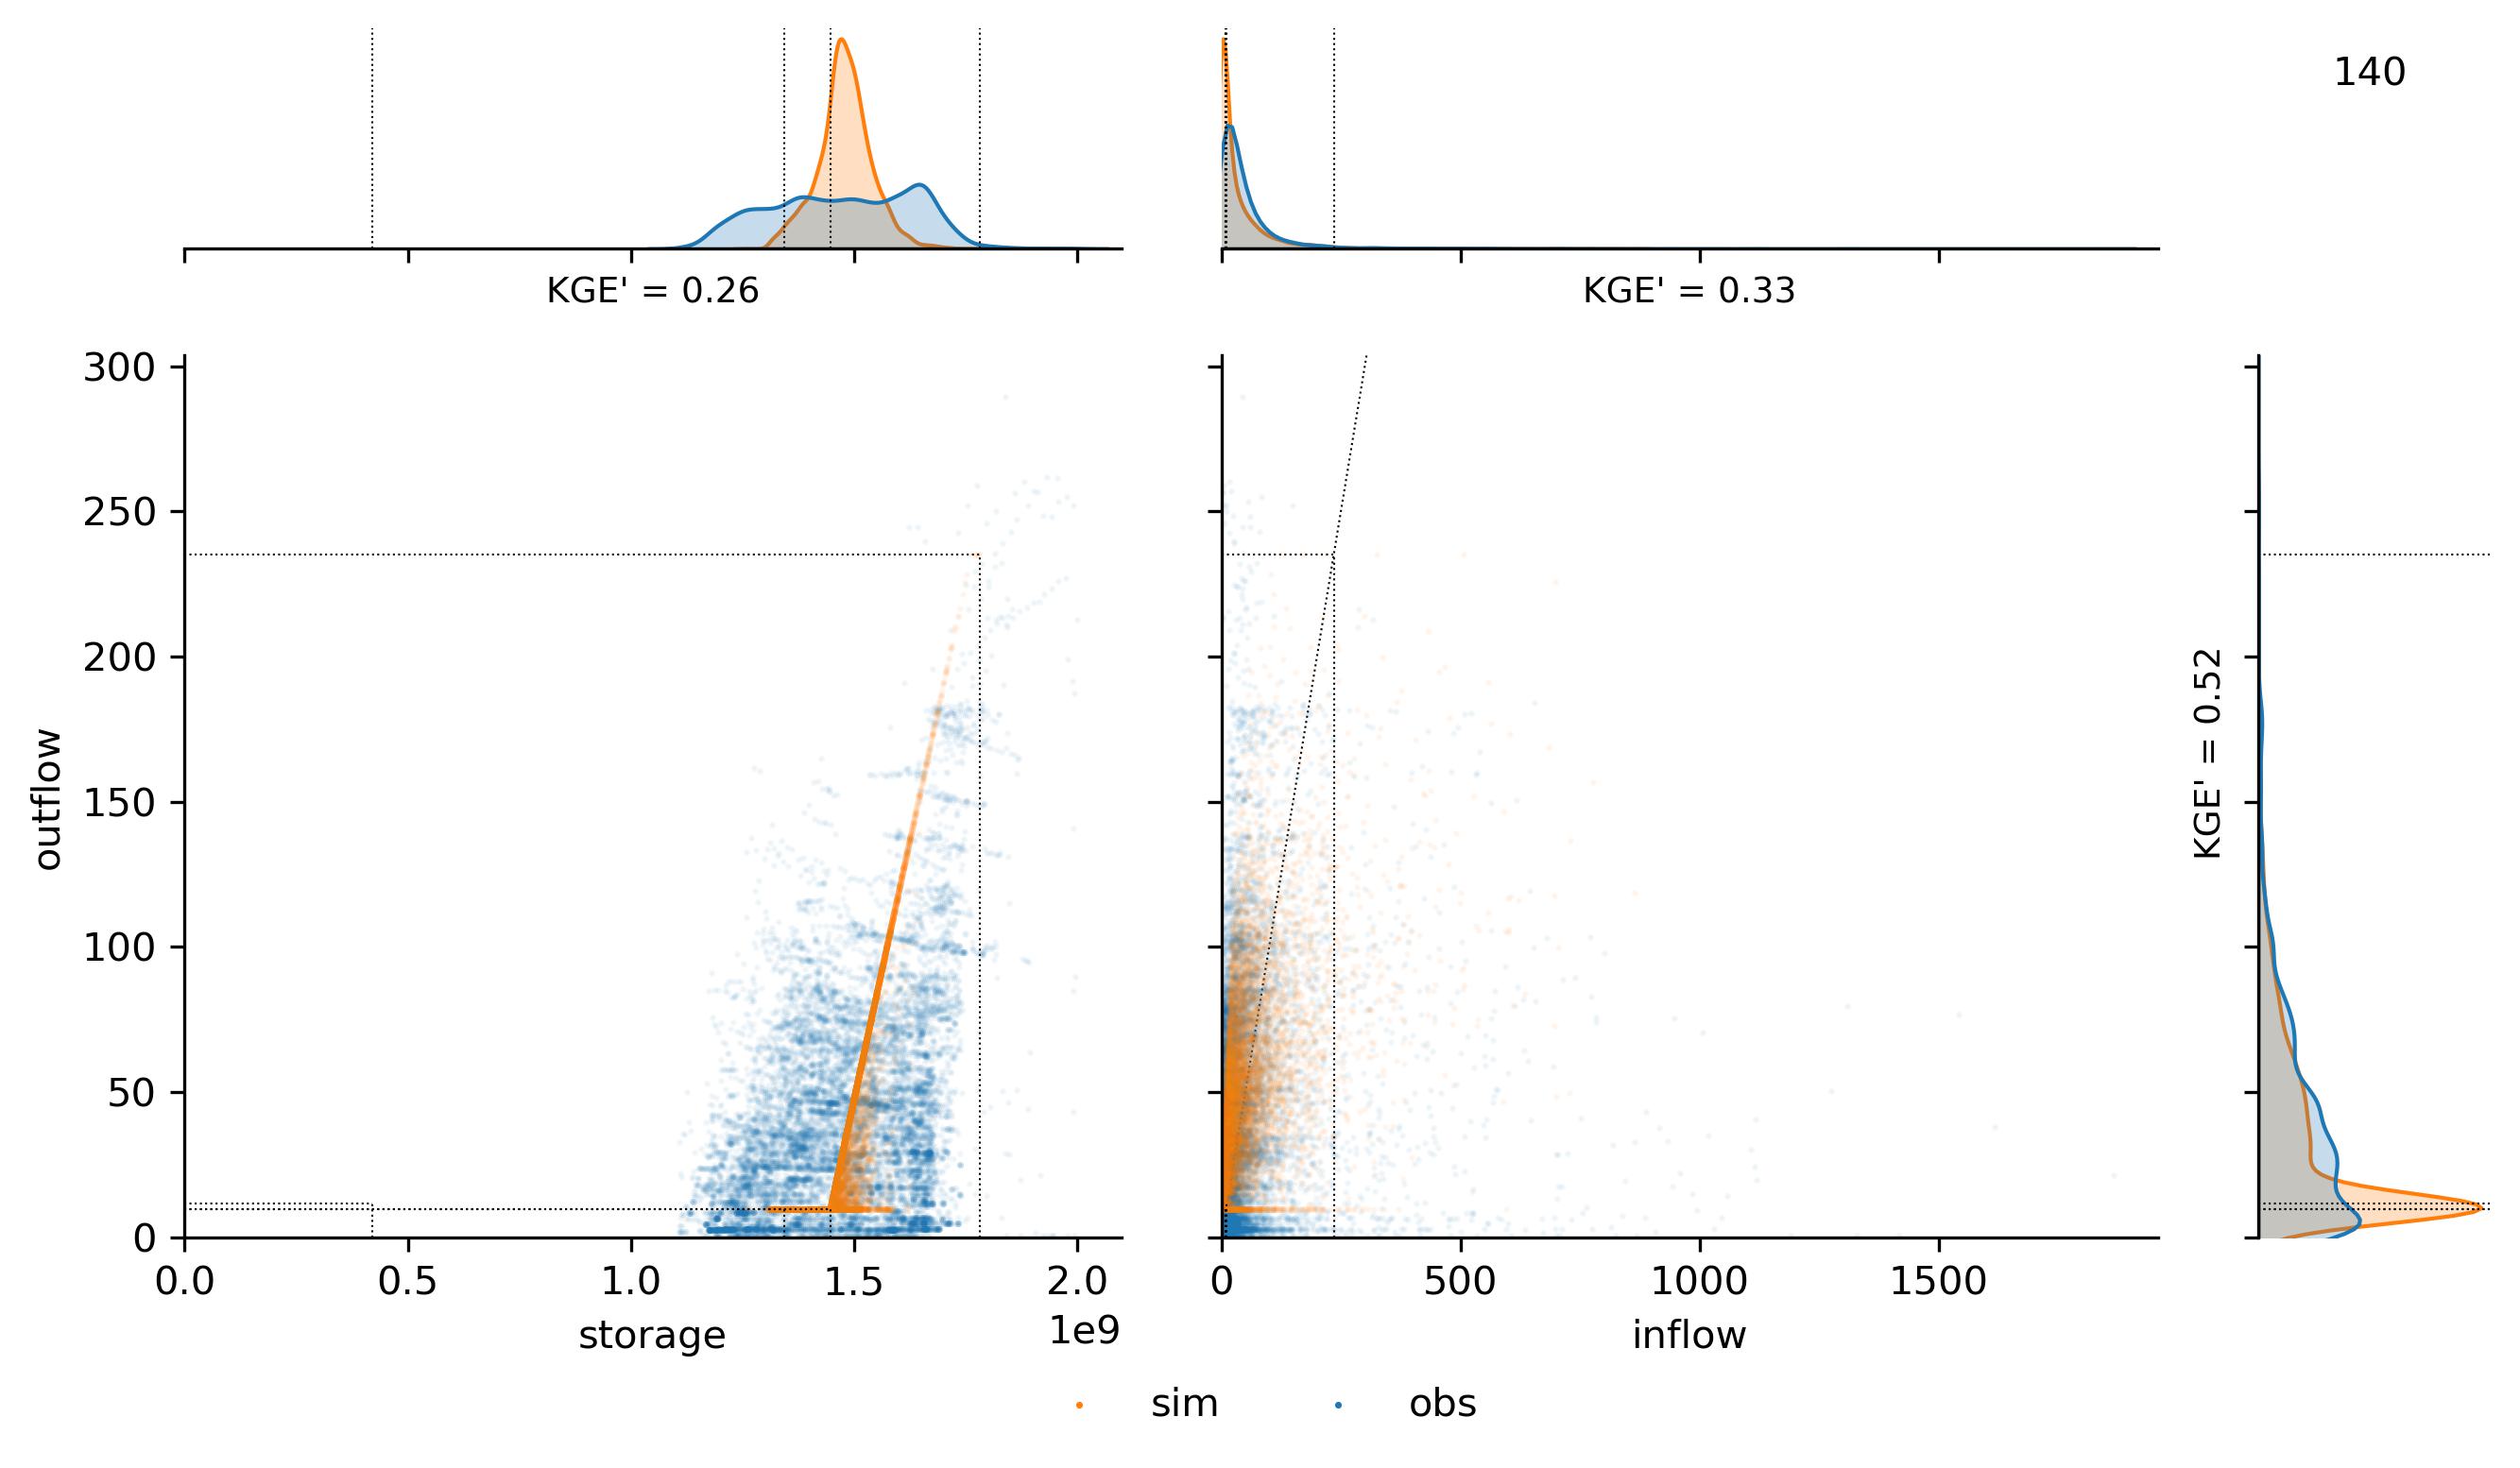 140
KGE' = 0.26
KGE' = 0.33
300
250
200
150
100
50
0
outflow
KGE' = 0.52
0.0 0.5 1.0 1.5 2.0
1e9
storage
0 500 1000 1500
inflow
sim obs